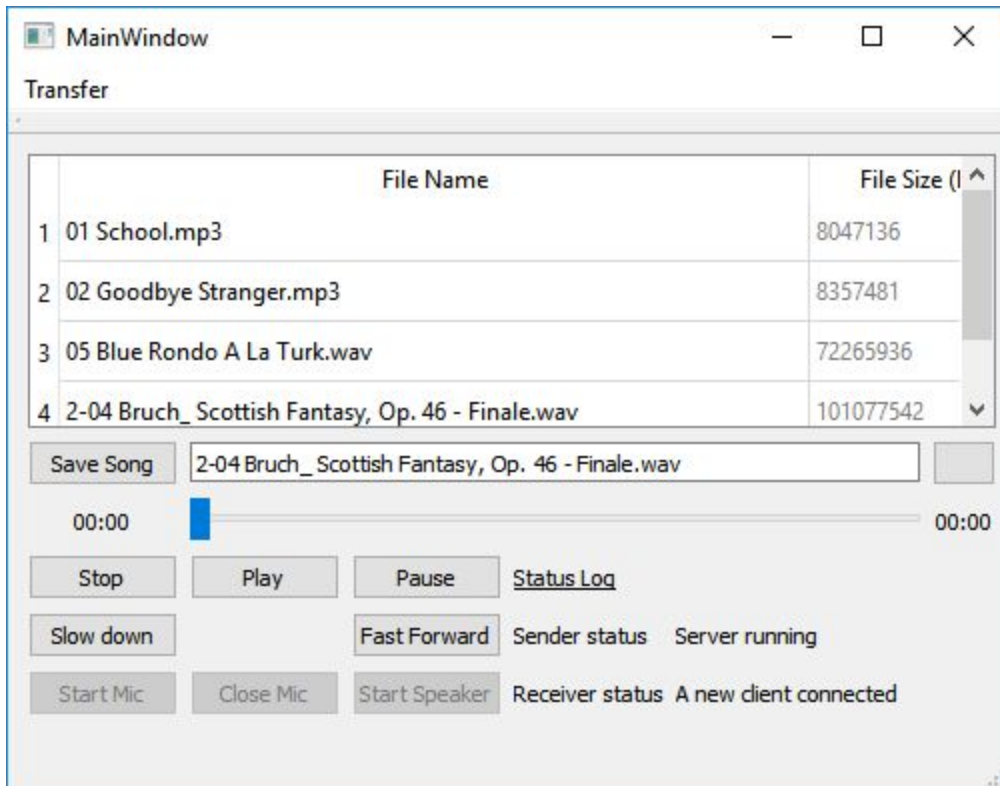 MainWindow
Transfer
File Name File Size (
1 01 School.mp3 8047136
2 02 Goodbye Stranger.mp3 8357481
3 05 Blue Rondo A La Turk.wav 72265936
4 2-04 Bruch_ Scottish Fantasy, Op. 46 - Finale.wav 101077542
Save Song 2-04 Bruch_ Scottish Fantasy, Op. 46 - Finale.wav
00:00 00:00
Stop Play Pause Status Log
Slow down Fast Forward Sender status Server running
Start Mic Close Mic Start Speaker Receiver status A new client connected